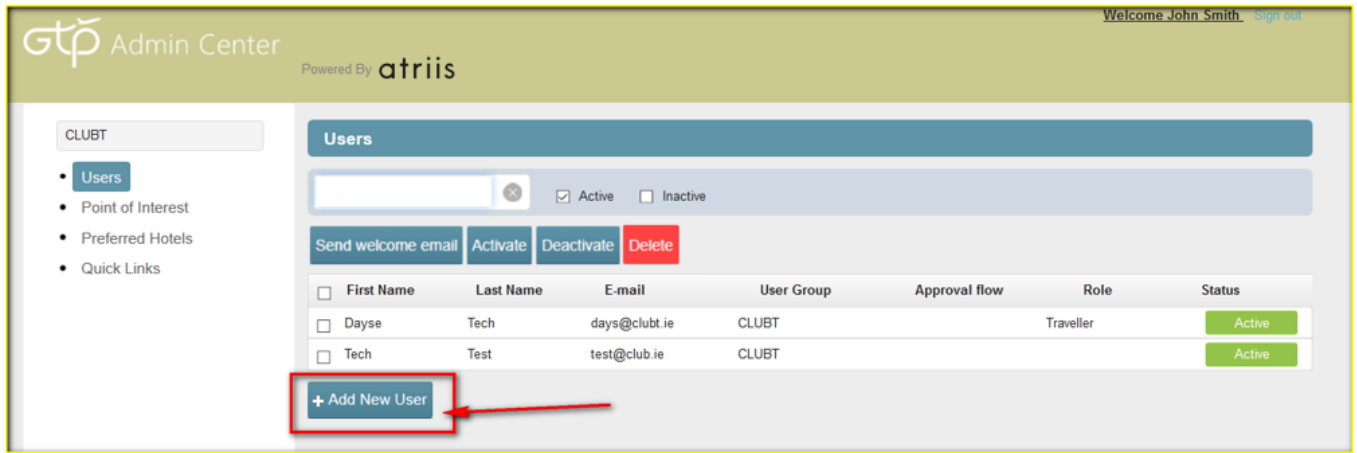 Welcome John Smith Sign out
Gtp Admin Center
Powered By atriis
CLUBT
Users
Point of Interest
Preferred Hotels
Quick Links
Users
Active Inactive
Send welcome email Activate Deactivate Delete
First Name Last Name E-mail User Group Approval flow Role Status
Dayse Tech days@clubt.ie CLUBT Traveller Active
Tech Test test@club.ie CLUBT Active
+ Add New User